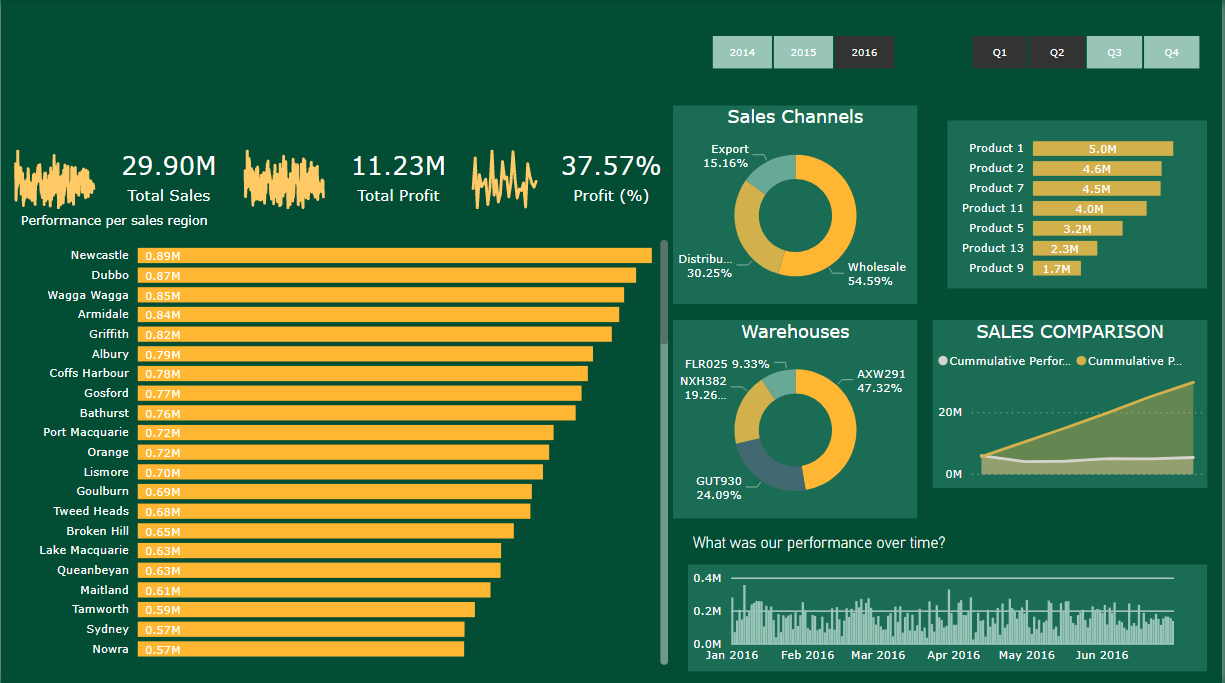 2014 2015 2016 Q1 Q2 Q3 Q4
29.90M
Total Sales
11.23M
Total Profit
37.57%
Profit (%)
Performance per sales region
Newcastle 0.89M
Dubbo 0.87M
Wagga Wagga 0.85M
Armidale 0.84M
Griffith 0.82M
Albury 0.79M
Coffs Harbour 0.78M
Gosford 0.77M
Bathurst 0.76M
Port Macquarie 0.72M
Orange 0.72M
Lismore 0.70M
Goulburn 0.69M
Tweed Heads 0.68M
Broken Hill 0.65M
Lake Macquarie 0.63M
Queanbeyan 0.63M
Maitland 0.61M
Tamworth 0.59M
Sydney 0.57M
Nowra 0.57M
Sales Channels
Export
15.16%
Distribu...
30.25%
Wholesale
54.59%
Product 1 5.0M
Product 2 4.6M
Product 7 4.5M
Product 11 4.0M
Product 5 3.2M
Product 13 2.3M
Product 9 1.7M
Warehouses
FLR025 9.33%
NXH382
19.26...
AXW291
47.32%
GUT930
24.09%
SALES COMPARISON
Cummulative Perfor... Cummulative P...
20M
0M
What was our performance over time?
0.4M
0.2M
0.0M
Jan 2016 Feb 2016 Mar 2016 Apr 2016 May 2016 Jun 2016